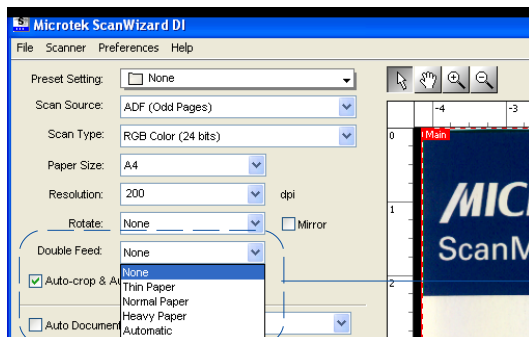 Microtek ScanWizard DI
File Scanner Preferences Help
Preset Setting: None
Scan Source: ADF (Odd Pages)
Scan Type: RGB Color (24 bits)
Paper Size: A4
Resolution: 200 dpi
Rotate: None Mirror
Double Feed: None
None
Auto-crop & Au
Thin Paper
Normal Paper
Heavy Paper
Auto Document
Automatic
-4 -3
0 Main
1
2
MIC
ScanM